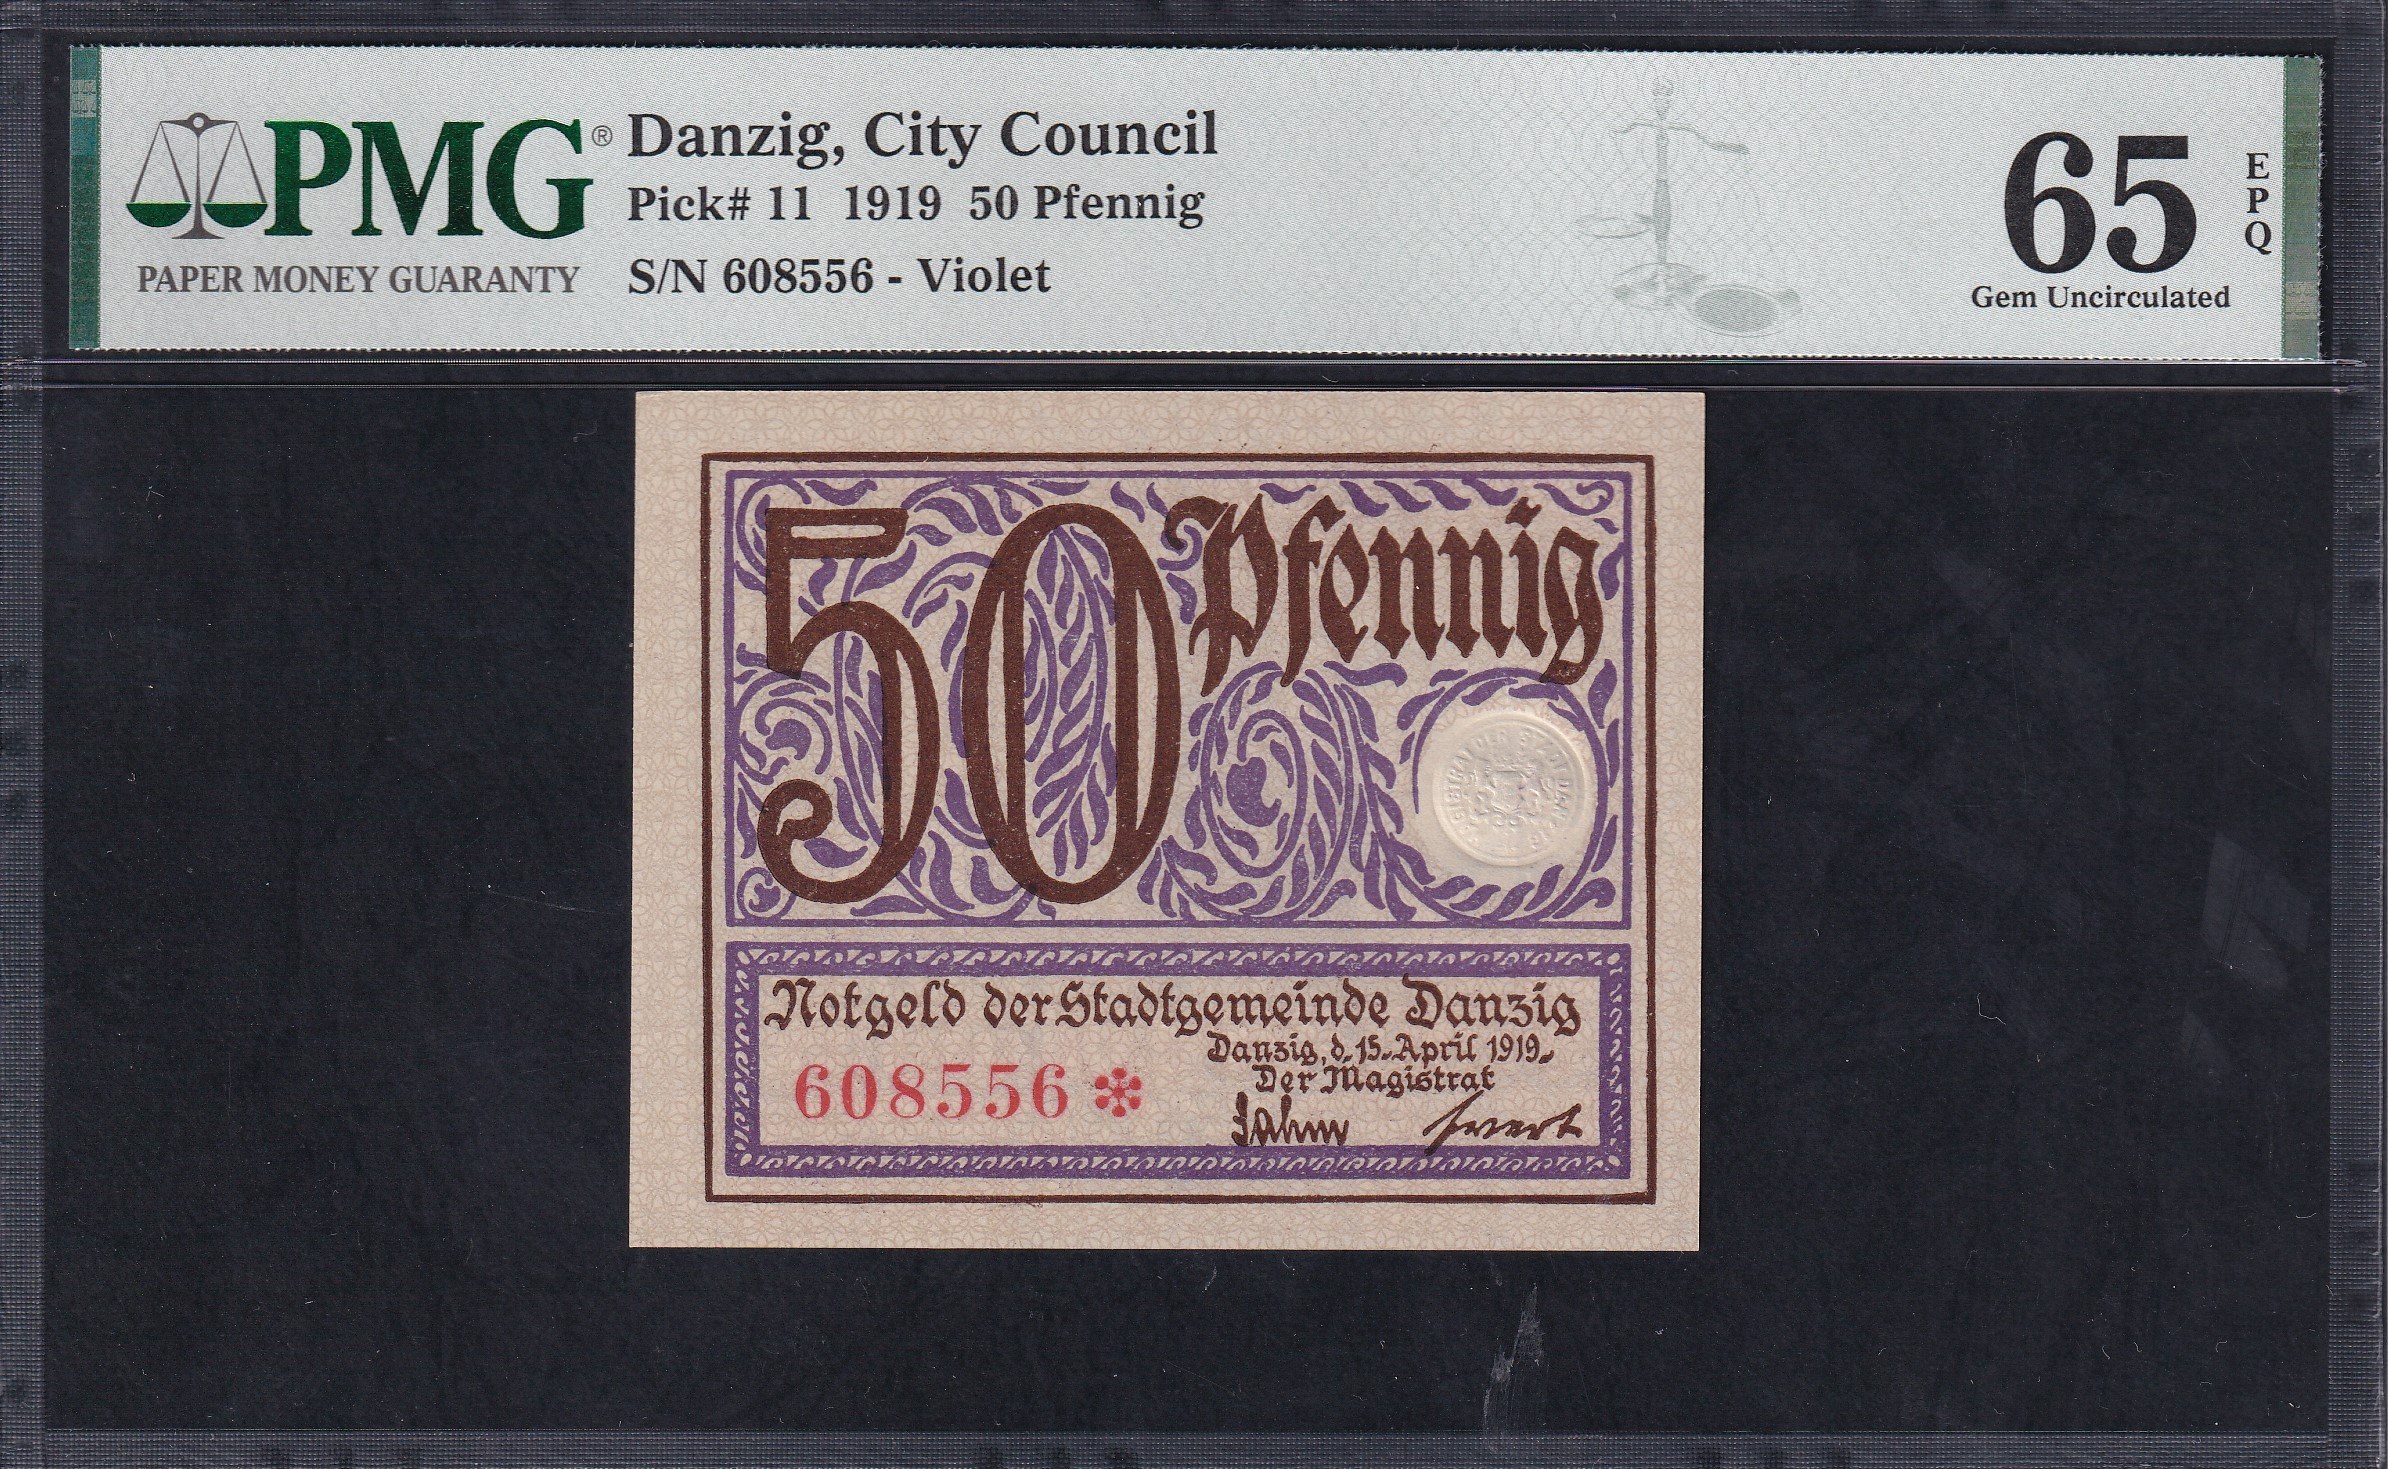 PMG®
PAPER MONEY GUARANTY
Danzig, City Council
Pick# 11 1919 50 Pfennig
S/N 608556 - Violet
65
EPQ
Gem Uncirculated
50 Pfennig
Notgeld der Stadtgemeinde Danzig
Danzig, d. 15. April 1919.
Der Magistrat
608556 *